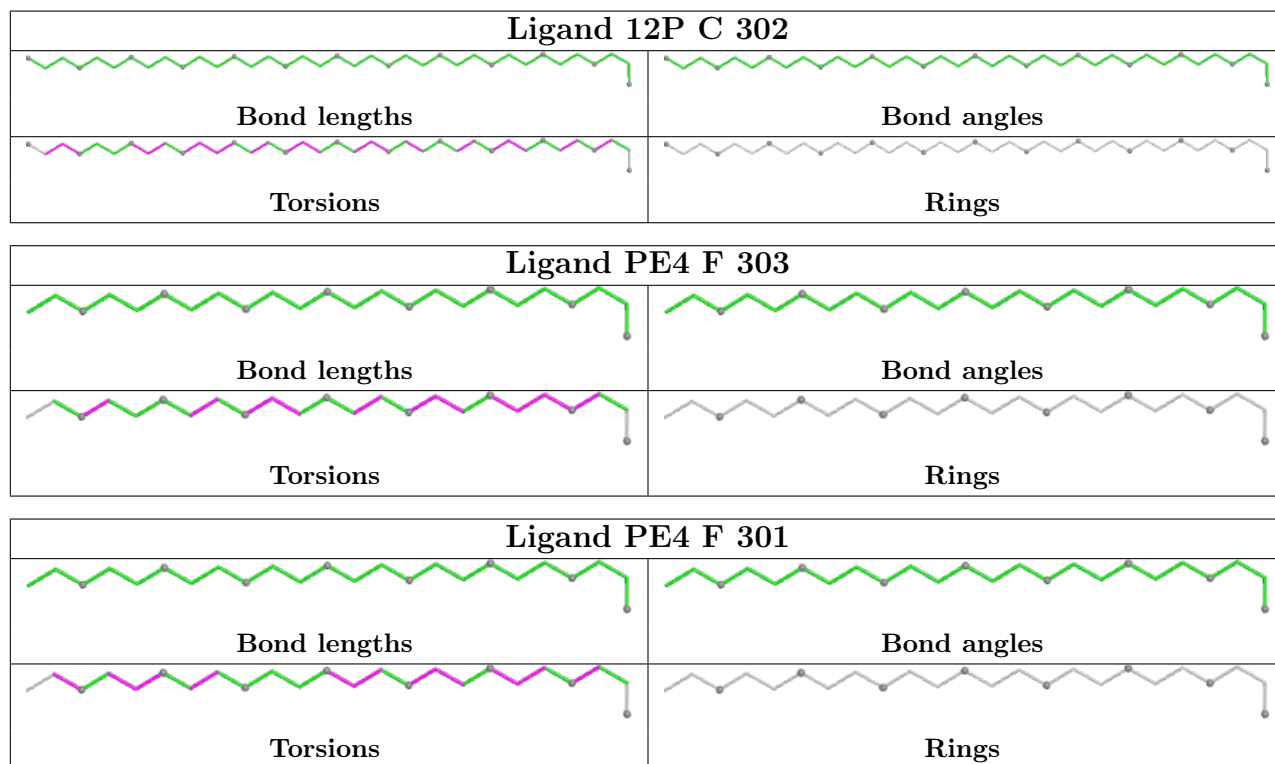 Ligand 12P C 302
Bond lengths Bond angles
Torsions Rings
Ligand PE4 F 303
Bond lengths Bond angles
Torsions Rings
Ligand PE4 F 301
Bond lengths Bond angles
Torsions Rings